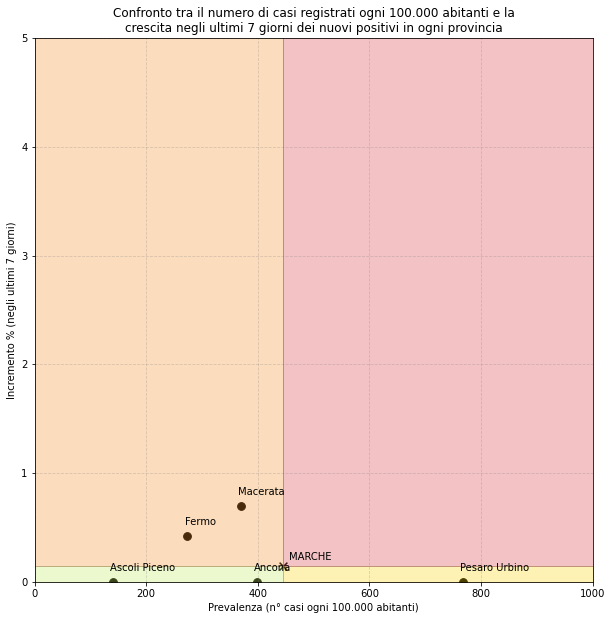 Confronto tra il numero di casi registrati ogni 100.000 abitanti e la
crescita negli ultimi 7 giorni dei nuovi positivi in ogni provincia
5
4
3
2
1
0
Incremento % (negli ultimi 7 giorni)
Macerata
Fermo
MARCHE
Ascoli Piceno
Ancona
Pesaro Urbino
0
200
400
600
800
1000
Prevalenza (n° casi ogni 100.000 abitanti)